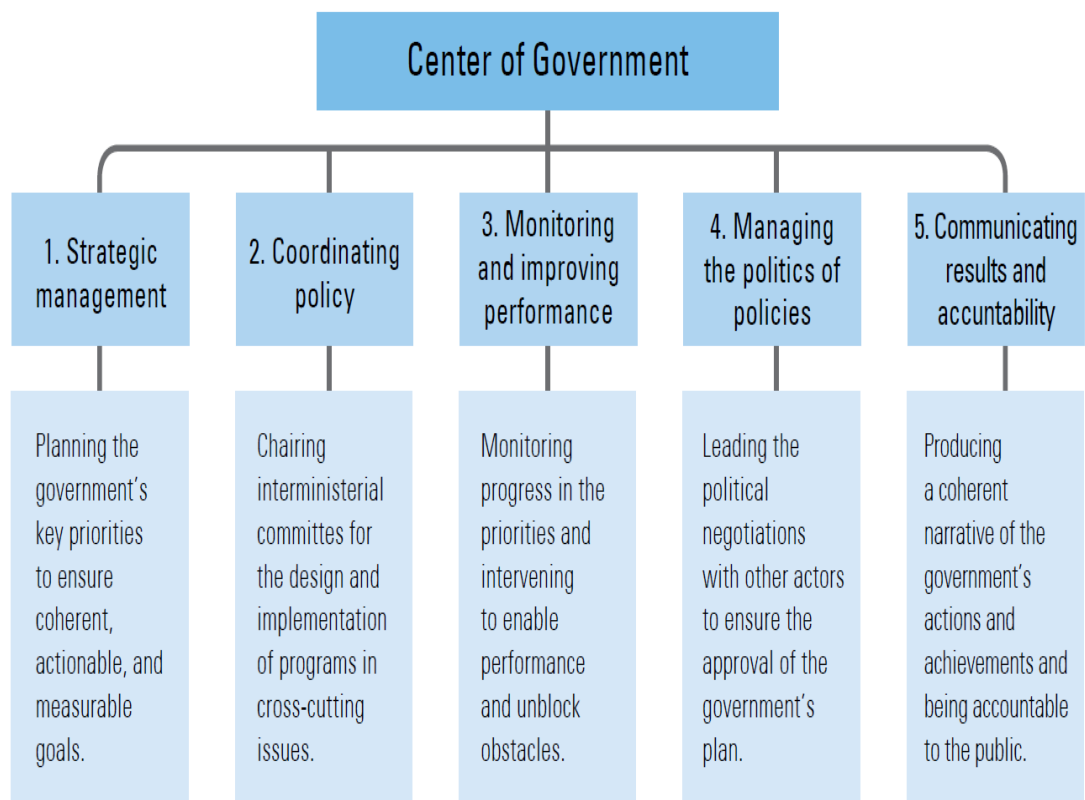 Center of Government
1. Strategic
management
2. Coordinating
policy
3. Monitoring
and improving
performance
4. Managing
the politics of
policies
5. Communicating
results and
accountability
Planning the
government’s
key priorities
to ensure
coherent,
actionable, and
measurable
goals.
Chairing
interministerial
committes for
the design and
implementation
of programs in
cross-cutting
issues.
Monitoring
progress in the
priorities and
intervening
to enable
performance
and unblock
obstacles.
Leading the
political
negotiations
with other actors
to ensure the
approval of the
government’s
plan.
Producing
a coherent
narrative of the
government’s
actions and
achievements and
being accountable
to the public.